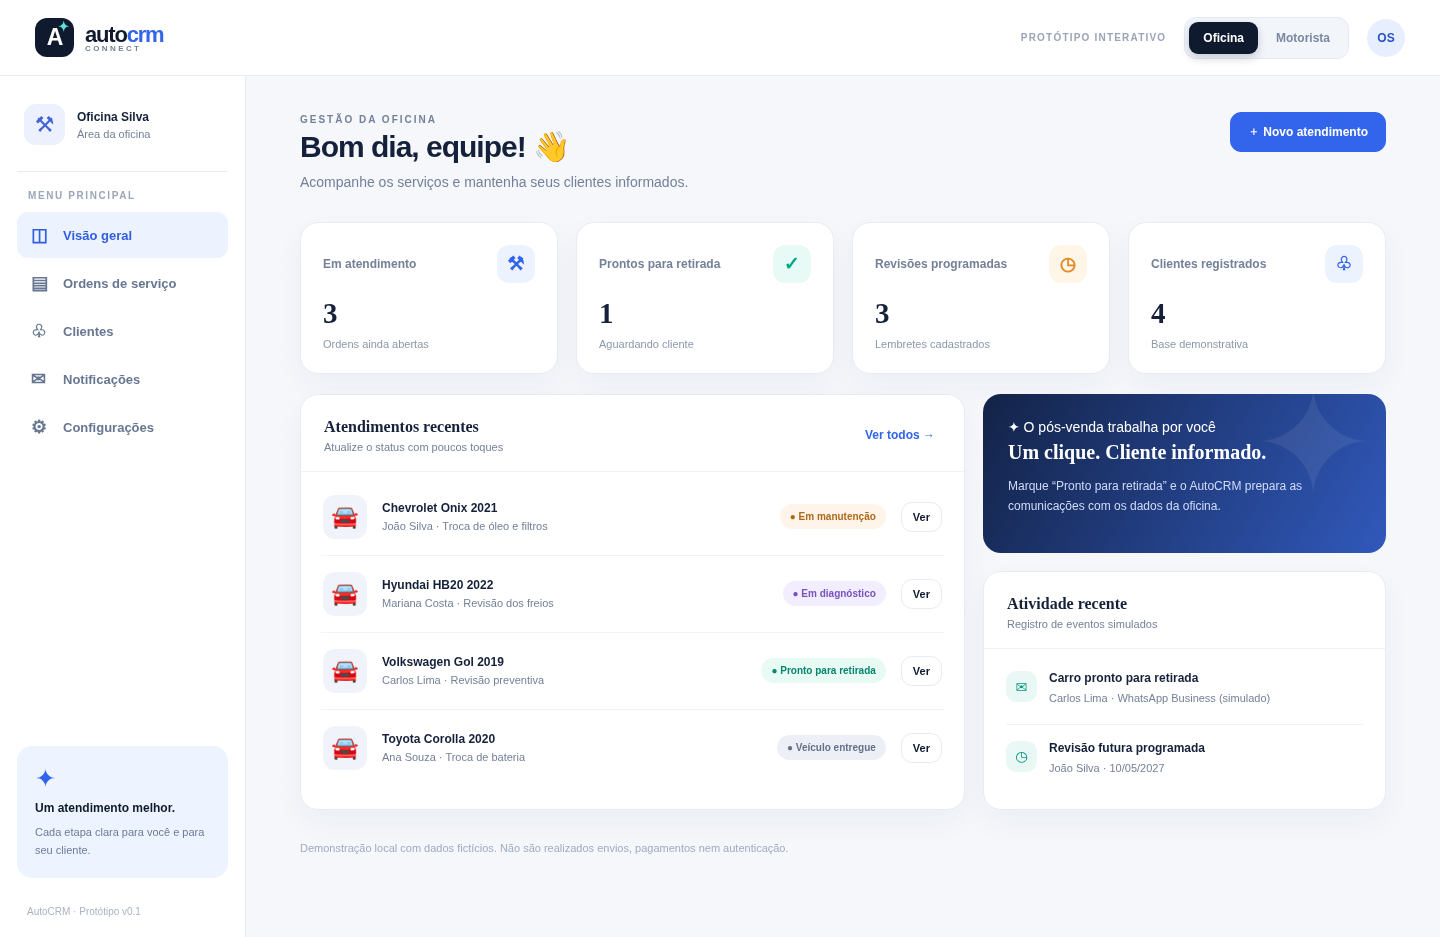 A
autocrm
CONNECT
PROTÓTIPO INTERATIVO
Oficina
Motorista
OS
Oficina Silva
Área da oficina
MENU PRINCIPAL
Visão geral
Ordens de serviço
Clientes
Notificações
Configurações
Um atendimento melhor.
Cada etapa clara para você e para
seu cliente.
AutoCRM · Protótipo v0.1
GESTÃO DA OFICINA
Bom dia, equipe! 👋
Acompanhe os serviços e mantenha seus clientes informados.
+ Novo atendimento
Em atendimento
3
Ordens ainda abertas
Prontos para retirada
1
Aguardando cliente
Revisões programadas
3
Lembretes cadastrados
Clientes registrados
4
Base demonstrativa
Atendimentos recentes
Atualize o status com poucos toques
Ver todos →
Chevrolet Onix 2021
João Silva · Troca de óleo e filtros
● Em manutenção
Ver
Hyundai HB20 2022
Mariana Costa · Revisão dos freios
● Em diagnóstico
Ver
Volkswagen Gol 2019
Carlos Lima · Revisão preventiva
● Pronto para retirada
Ver
Toyota Corolla 2020
Ana Souza · Troca de bateria
● Veículo entregue
Ver
✦ O pós-venda trabalha por você
Um clique. Cliente informado.
Marque “Pronto para retirada” e o AutoCRM prepara as
comunicações com os dados da oficina.
Atividade recente
Registro de eventos simulados
Carro pronto para retirada
Carlos Lima · WhatsApp Business (simulado)
Revisão futura programada
João Silva · 10/05/2027
Demonstração local com dados fictícios. Não são realizados envios, pagamentos nem autenticação.